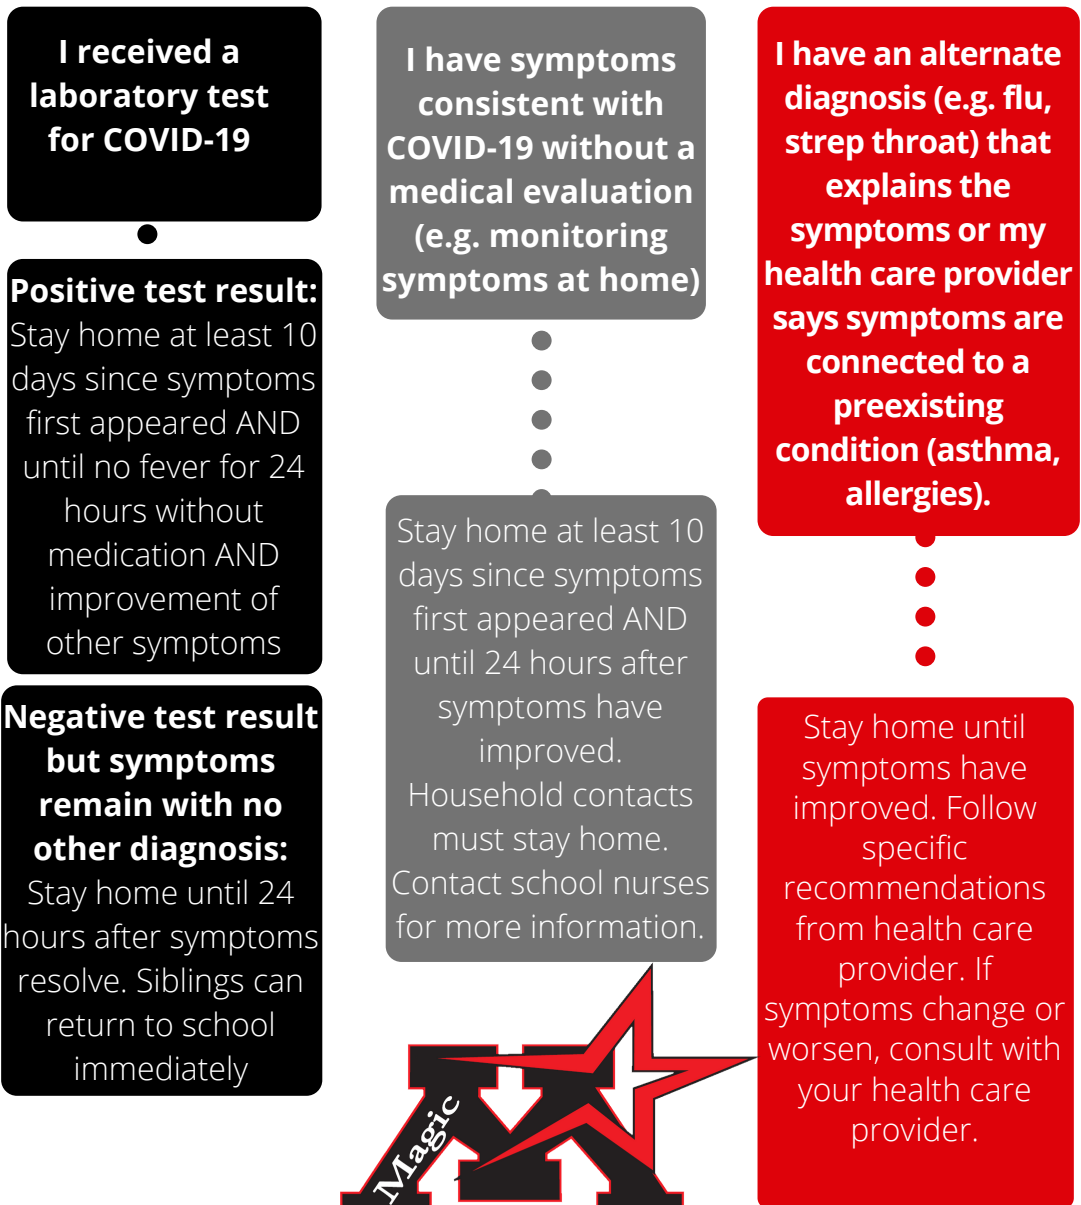 I received a
laboratory test
for COVID-19
Positive test result:
Stay home at least 10
days since symptoms
first appeared AND
until no fever for 24
hours without
medication AND
improvement of
other symptoms
Negative test result
but symptoms
remain with no
other diagnosis:
Stay home until 24
hours after symptoms
resolve. Siblings can
return to school
immediately
I have symptoms
consistent with
COVID-19 without a
medical evaluation
(e.g. monitoring
symptoms at home)
Stay home at least 10
days since symptoms
first appeared AND
until 24 hours after
symptoms have
improved.
Household contacts
must stay home.
Contact school nurses
for more information.
I have an alternate
diagnosis (e.g. flu,
strep throat) that
explains the
symptoms or my
health care provider
says symptoms are
connected to a
preexisting
condition (asthma,
allergies).
Stay home until
symptoms have
improved. Follow
specific
recommendations
from health care
provider. If
symptoms change or
worsen, consult with
your health care
provider.
M
Magic